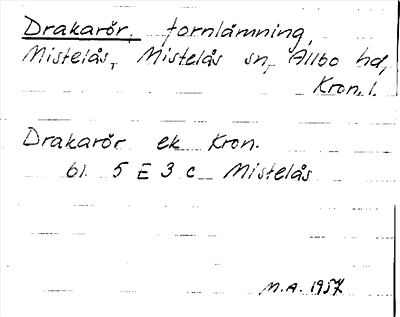 Drakarör, fornlämning,
Mistelås, Mistelås sn, Allbo hd,
Kron. l.
Drakarör ek Kron.
61. 5 E 3 c Mistelås
M.A. 1957